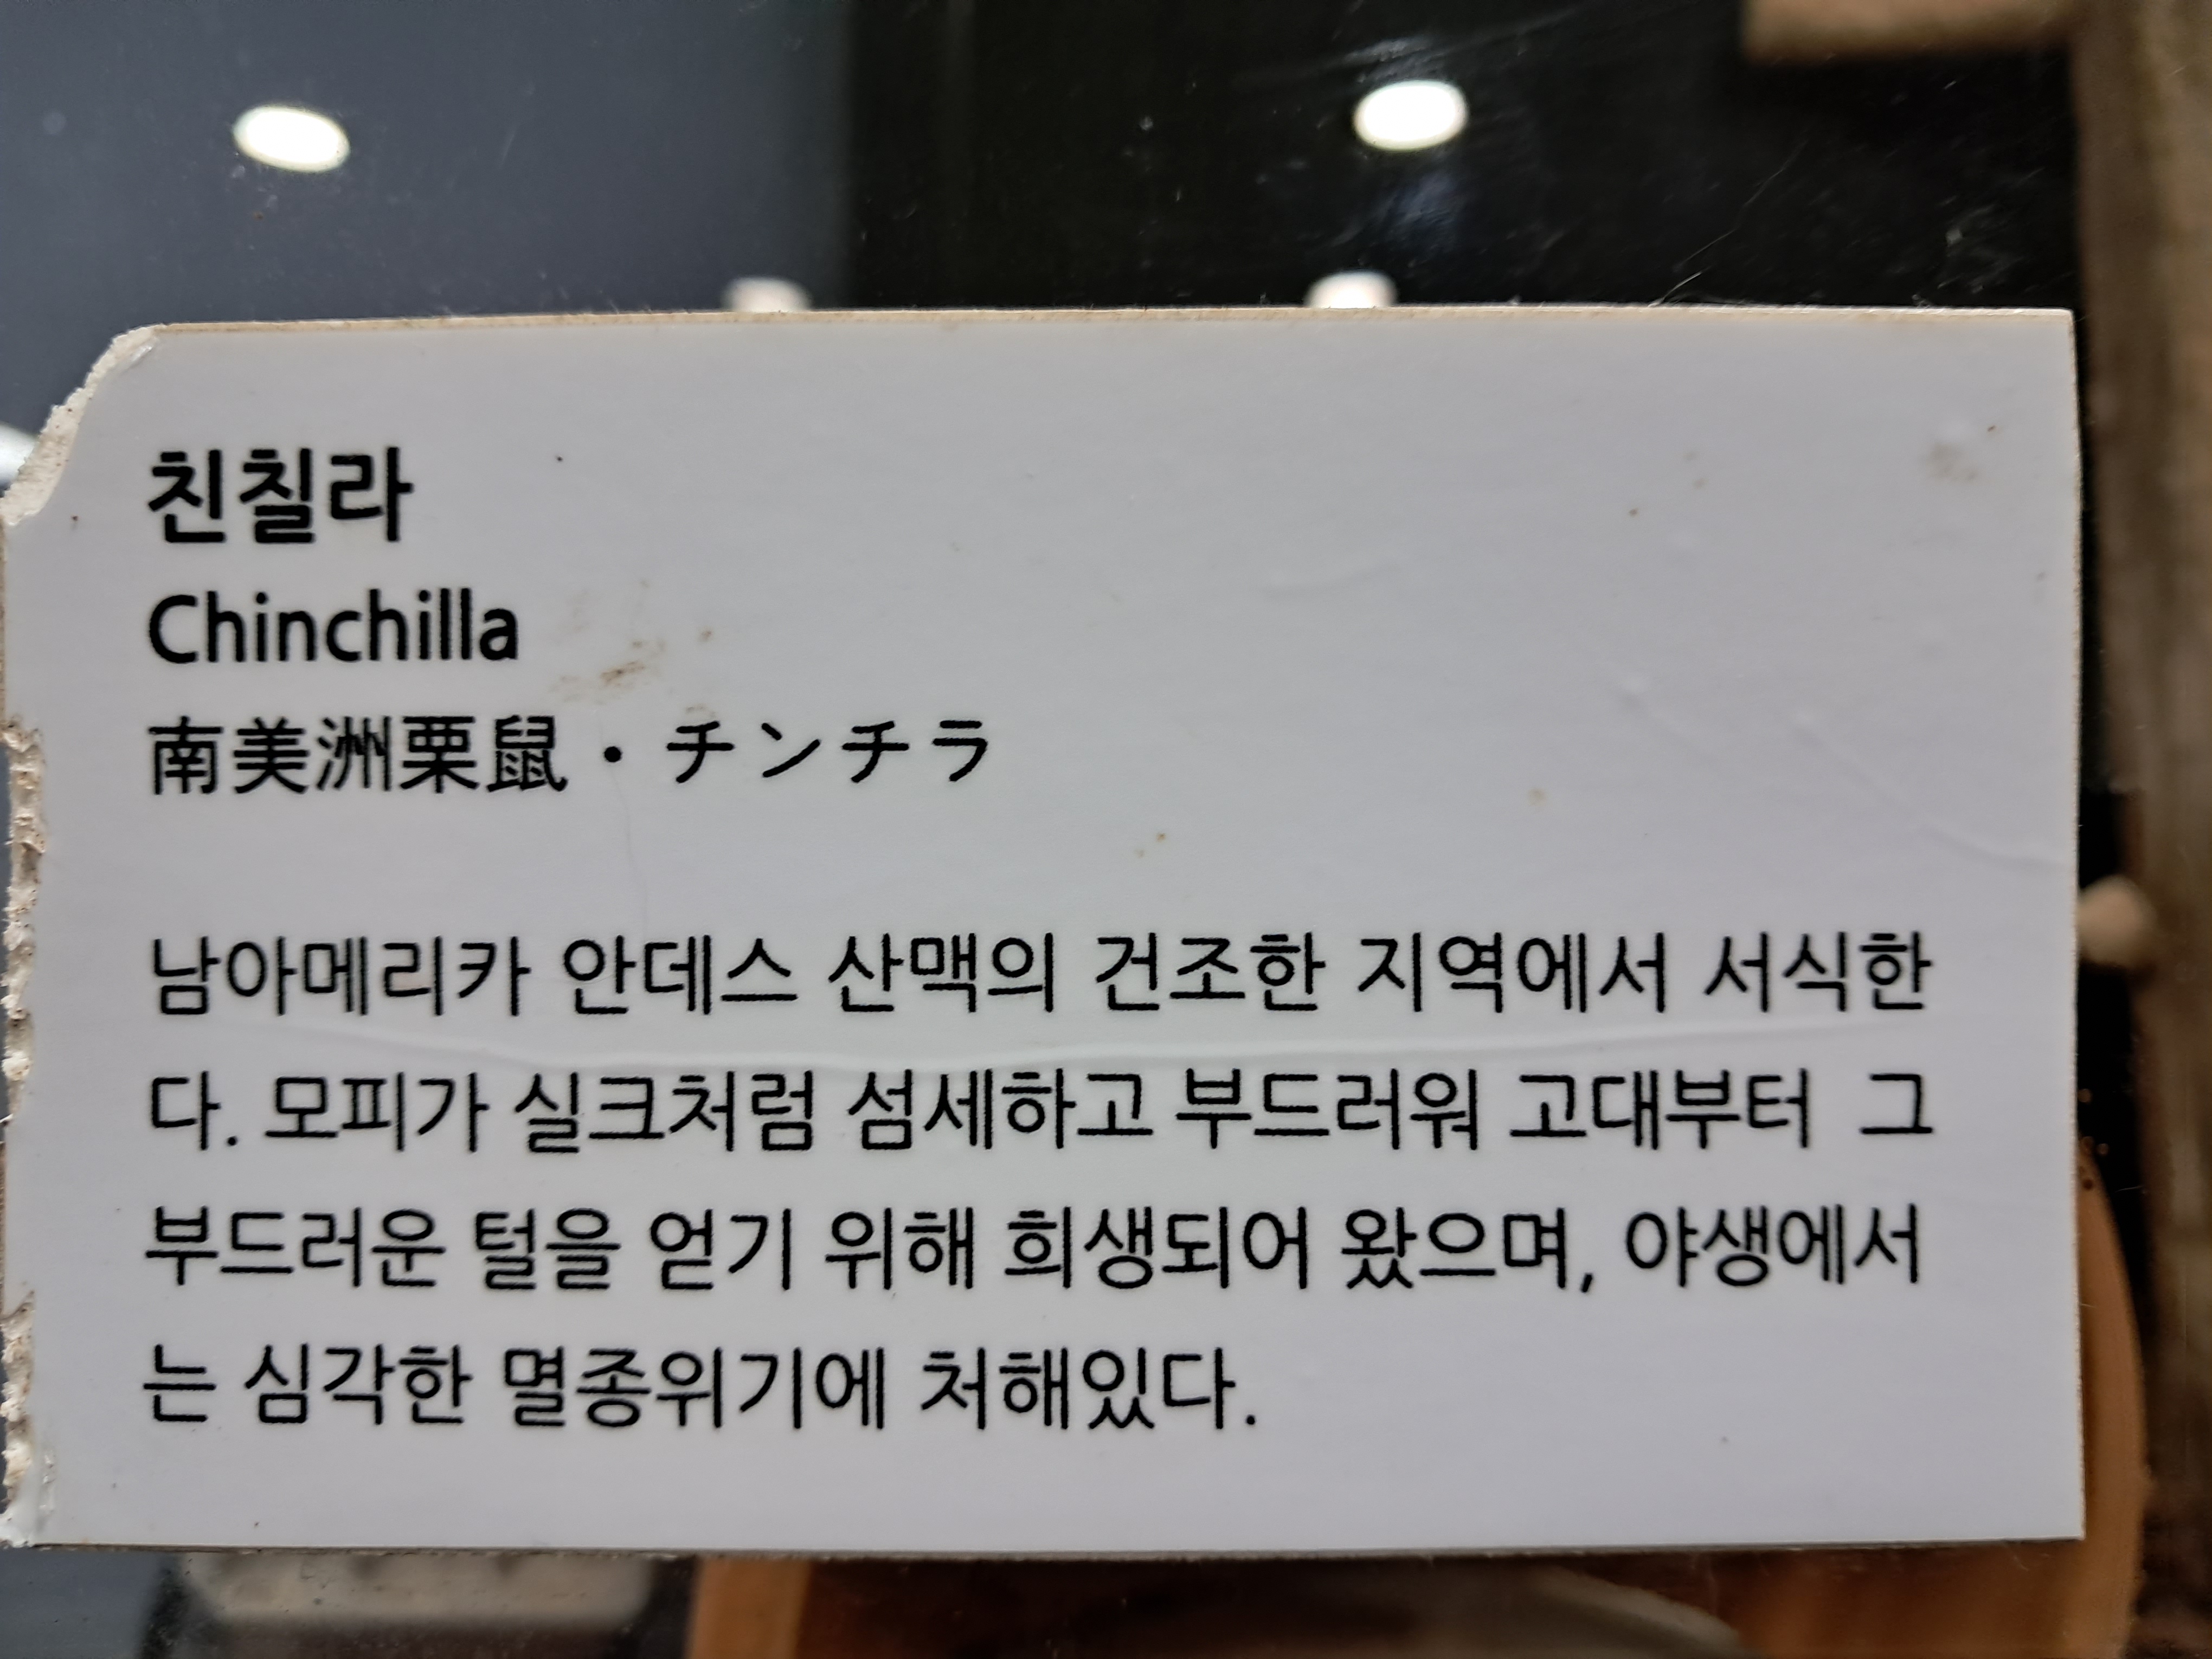 친칠라
Chinchilla
南美洲栗鼠・チンチラ
남아메리카 안데스 산맥의 건조한 지역에서 서식한
다. 모피가 실크처럼 섬세하고 부드러워 고대부터 그
부드러운 털을 얻기 위해 희생되어 왔으며, 야생에서
는 심각한 멸종위기에 처해있다.